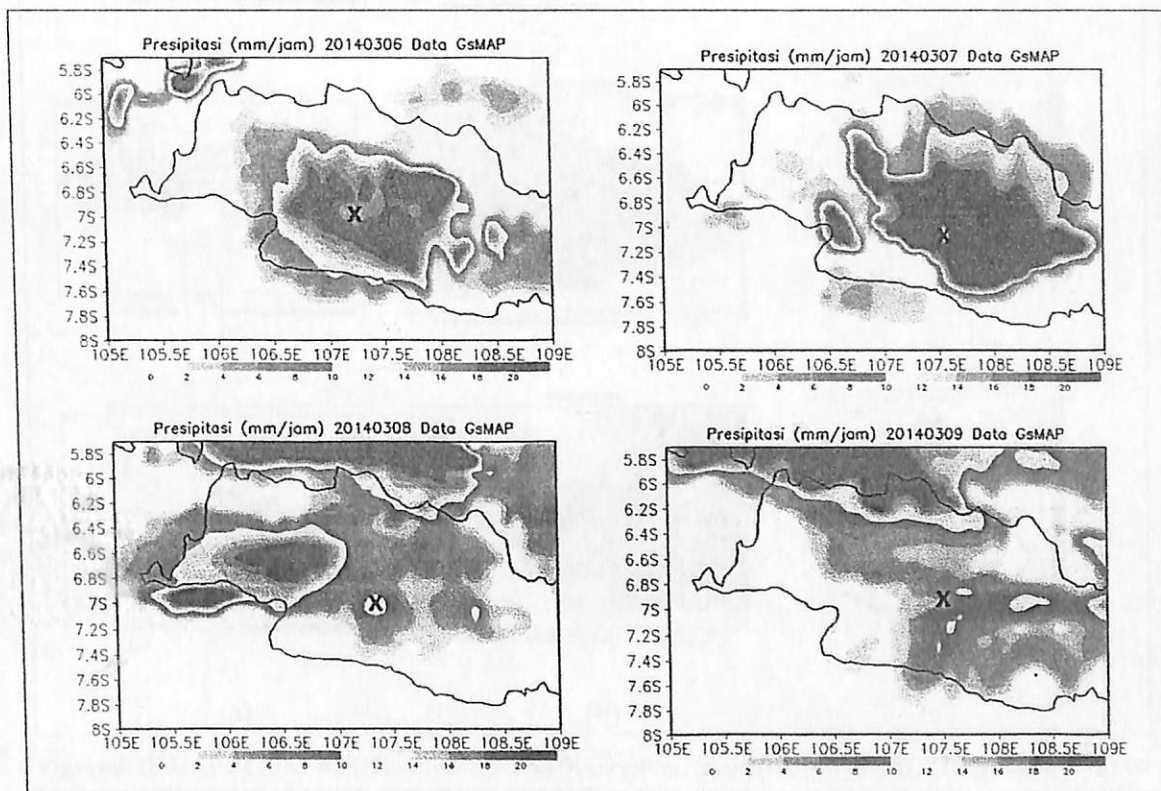 Presipitasi (mm/jam) 20140306 Data GsMAP
5.8S
6S
6.2S
6.4S
6.6S
6.8S
7S
7.2S
7.4S
7.6S
7.8S
8S
X
105E 105.5E 106E 106.5E 107E 107.5E 108E 108.5E 109E
0 2 4 6 8 10 12 14 16 18 20
Presipitasi (mm/jam) 20140307 Data GsMAP
5.8S
6S
6.2S
6.4S
6.6S
6.8S
7S
7.2S
7.4S
7.6S
7.8S
8S
X
105E 105.5E 106E 106.5E 107E 107.5E 108E 108.5E 109E
0 2 4 6 8 10 12 14 16 18 20
Presipitasi (mm/jam) 20140308 Data GsMAP
5.8S
6S
6.2S
6.4S
6.6S
6.8S
7S
7.2S
7.4S
7.6S
7.8S
8S
X
105E 105.5E 106E 106.5E 107E 107.5E 108E 108.5E 109E
0 2 4 6 8 10 12 14 16 18 20
Presipitasi (mm/jam) 20140309 Data GsMAP
5.8S
6S
6.2S
6.4S
6.6S
6.8S
7S
7.2S
7.4S
7.6S
7.8S
8S
X
105E 105.5E 106E 106.5E 107E 107.5E 108E 108.5E 109E
0 2 4 6 8 10 12 14 16 18 20